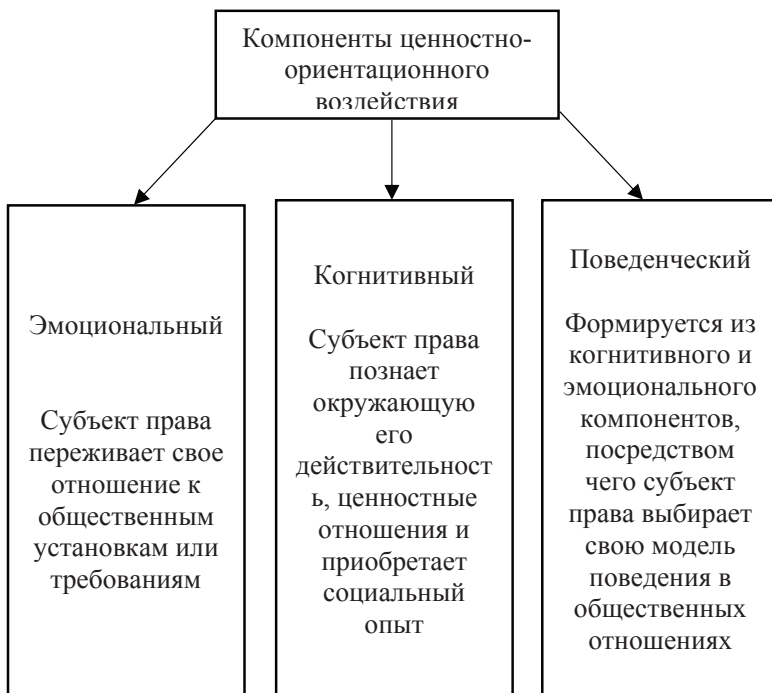 Компоненты ценностно-
ориентационного
воздействия
Эмоциональный
Субъект права
переживает свое
отношение к
общественным
установкам или
требованиям
Когнитивный
Субъект права
познает
окружающую
его
действительност
ь, ценностные
отношения и
приобретает
социальный
опыт
Поведенческий
Формируется из
когнитивного и
эмоционального
компонентов,
посредством
чего субъект
права выбирает
свою модель
поведения в
общественных
отношениях